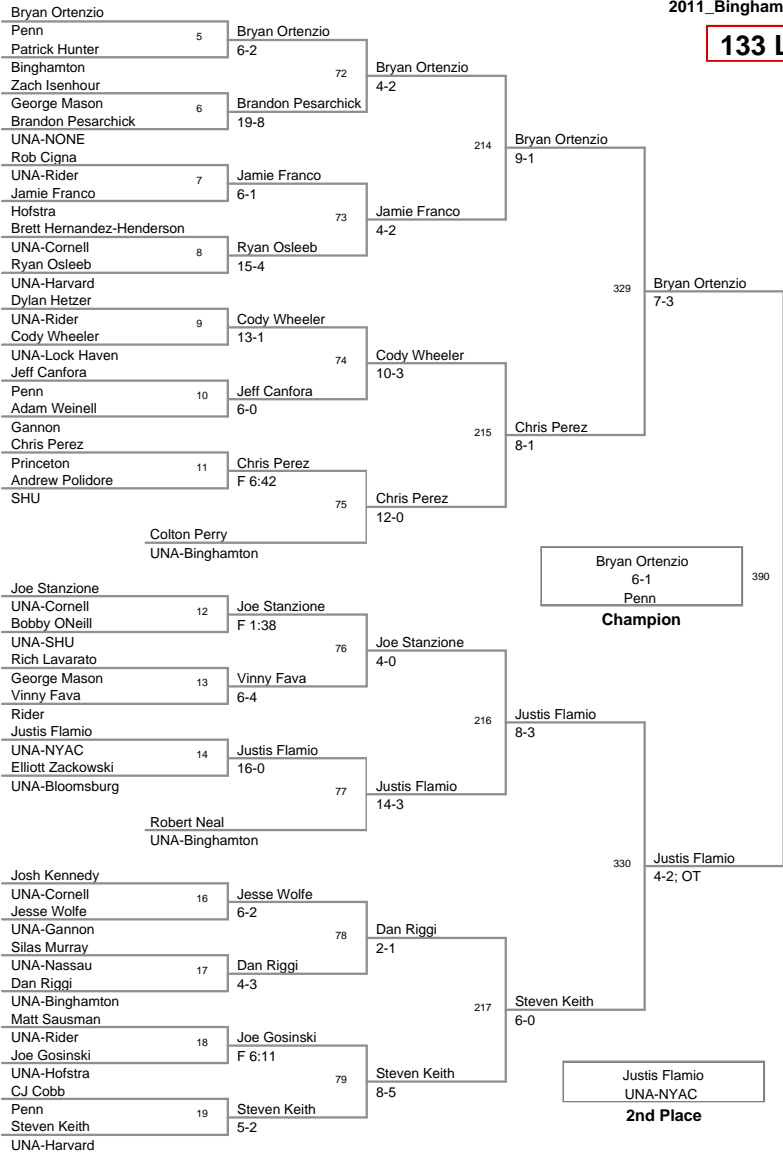 2011_Bingham
133 L
Bryan Ortenzio
Penn
5
Patrick Hunter
Binghamton
Bryan Ortenzio
6-2
Zach Isenhour
George Mason
6
Brandon Pesarchick
UNA-NONE
Brandon Pesarchick
19-8
72
Bryan Ortenzio
4-2
Rob Cigna
UNA-Rider
7
Jamie Franco
Hofstra
Jamie Franco
6-1
Brett Hernandez-Henderson
UNA-Cornell
8
Ryan Osleeb
UNA-Harvard
Ryan Osleeb
15-4
73
Jamie Franco
4-2
214
Bryan Ortenzio
9-1
Dylan Hetzer
UNA-Rider
9
Cody Wheeler
UNA-Lock Haven
Cody Wheeler
13-1
Jeff Canfora
Penn
10
Adam Weinell
Gannon
Jeff Canfora
6-0
74
Cody Wheeler
10-3
Chris Perez
Princeton
11
Andrew Polidore
SHU
Chris Perez
F 6:42
Colton Perry
UNA-Binghamton
75
Chris Perez
12-0
215
Chris Perez
8-1
329
Bryan Ortenzio
7-3
Bryan Ortenzio
6-1
Penn
390
Champion
Joe Stanzione
UNA-Cornell
12
Bobby ONeill
UNA-SHU
Joe Stanzione
F 1:38
Rich Lavarato
George Mason
13
Vinny Fava
Rider
Vinny Fava
6-4
76
Joe Stanzione
4-0
Justis Flamio
UNA-NYAC
14
Elliott Zackowski
UNA-Bloomsburg
Justis Flamio
16-0
Robert Neal
UNA-Binghamton
77
Justis Flamio
14-3
216
Justis Flamio
8-3
Josh Kennedy
UNA-Cornell
16
Jesse Wolfe
UNA-Gannon
Jesse Wolfe
6-2
Silas Murray
UNA-Nassau
17
Dan Riggi
UNA-Binghamton
Dan Riggi
4-3
78
Dan Riggi
2-1
Matt Sausman
UNA-Rider
18
Joe Gosinski
UNA-Hofstra
Joe Gosinski
F 6:11
CJ Cobb
Penn
19
Steven Keith
UNA-Harvard
Steven Keith
5-2
79
Steven Keith
8-5
217
Steven Keith
6-0
330
Justis Flamio
4-2; OT
Justis Flamio
UNA-NYAC
2nd Place